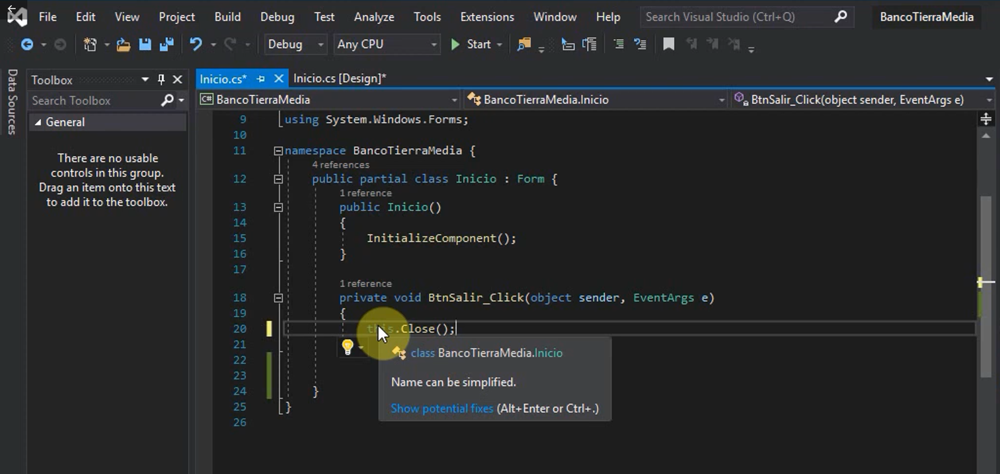 File Edit View Project Build Debug Test Analyze Tools Extensions Window Help Search Visual Studio (Ctrl+Q) BancoTierraMedia
Debug Any CPU Start
Data Sources
Toolbox
Search Toolbox
General
There are no usable
controls in this group.
Drag an item onto this text
to add it to the toolbox.
Inicio.cs* Inicio.cs [Design]*
C# BancoTierraMedia BancoTierraMedia.Inicio BtnSalir_Click(object sender, EventArgs e)
9 using System.Windows.Forms;
10
11 namespace BancoTierraMedia {
4 references
12 public partial class Inicio : Form {
1 reference
13 public Inicio()
14 {
15 InitializeComponent();
16 }
17
1 reference
18 private void BtnSalir_Click(object sender, EventArgs e)
19 {
20 this.Close();
21
22
23
24 }
25 }
26
class BancoTierraMedia.Inicio
Name can be simplified.
Show potential fixes (Alt+Enter or Ctrl+.)